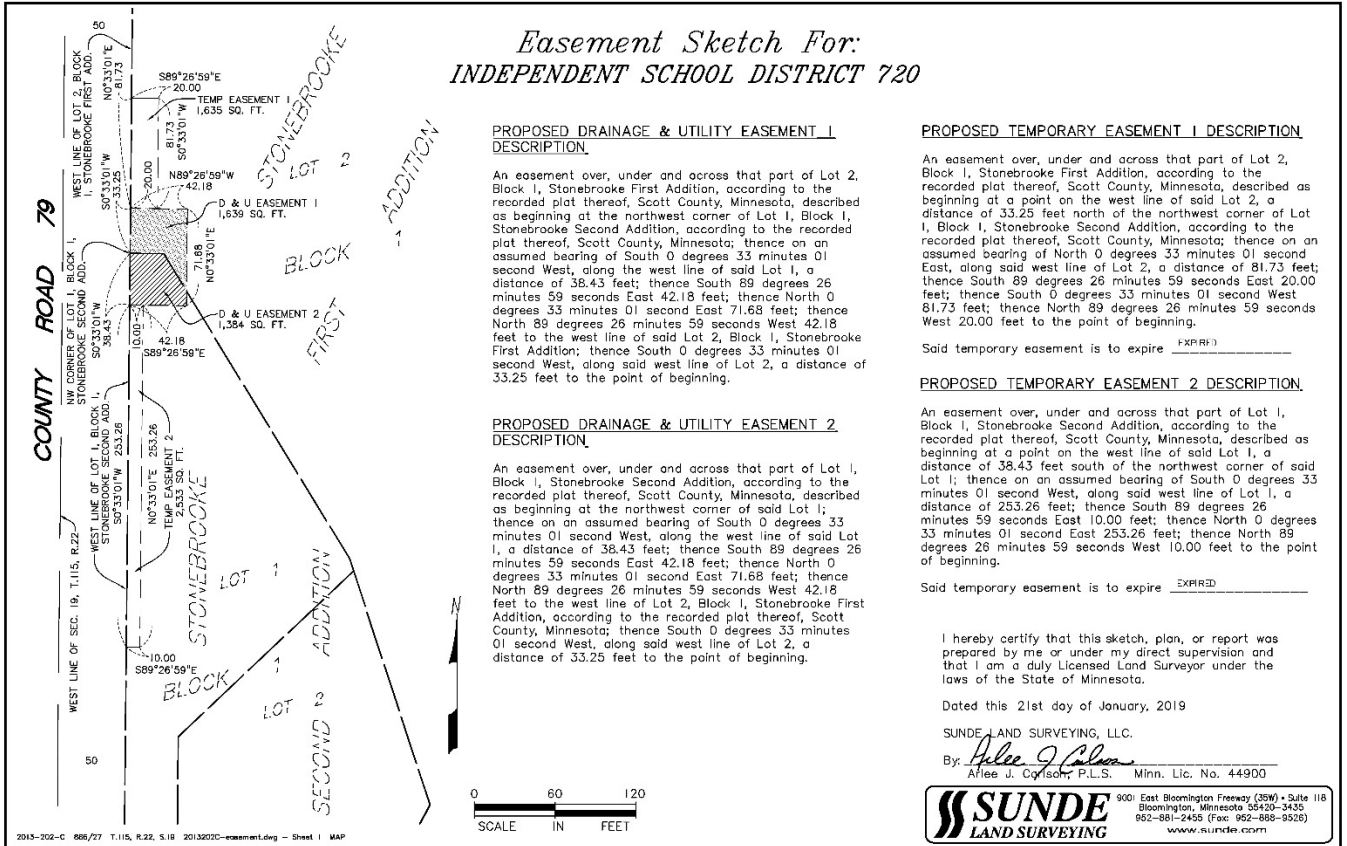 Easement Sketch For:
INDEPENDENT SCHOOL DISTRICT 720
50
WEST LINE OF LOT 2, BLOCK
1, STONEBROOKE FIRST ADD.
N0°33'01"E
81.73
S89°26'59"E
20.00
TEMP EASEMENT 1
1,635 SQ. FT.
81.73
S0°33'01"W
S0°33'01"W
33.25
20.00
N89°26'59"W
42.18
D & U EASEMENT 1
1,639 SQ. FT.
71.68
N0°33'01"E
D & U EASEMENT 2
1,384 SQ. FT.
STONEBROOKE
LOT 2
ADDITION
1
BLOCK
FIRST
COUNTY ROAD 79
NW CORNER OF LOT 1, BLOCK 1,
STONEBROOKE SECOND ADD.
S0°33'01"W
38.43
10.00
42.18
S89°26'59"E
WEST LINE OF LOT 1, BLOCK 1,
STONEBROOKE SECOND ADD.
S0°33'01"W 253.26
N0°33'01"E 253.26
TEMP EASEMENT 2
2,533 SQ. FT.
WEST LINE OF SEC. 19, T.115, R.22
STONEBROOKE
LOT 1
10.00
S89°26'59"E
BLOCK 1
ADDITION
LOT 2
SECOND
50
N
0 60 120
SCALE IN FEET
2013-202-C 886/27 T.115, R.22, S.19 2013202C-easement.dwg - Sheet 1 MAP
PROPOSED DRAINAGE & UTILITY EASEMENT 1
DESCRIPTION
An easement over, under and across that part of Lot 2,
Block 1, Stonebrooke First Addition, according to the
recorded plat thereof, Scott County, Minnesota, described
as beginning at the northwest corner of Lot 1, Block 1,
Stonebrooke Second Addition, according to the recorded
plat thereof, Scott County, Minnesota; thence on an
assumed bearing of South 0 degrees 33 minutes 01
second West, along the west line of said Lot 1, a
distance of 38.43 feet; thence South 89 degrees 26
minutes 59 seconds East 42.18 feet; thence North 0
degrees 33 minutes 01 second East 71.68 feet; thence
North 89 degrees 26 minutes 59 seconds West 42.18
feet to the west line of said Lot 2, Block 1, Stonebrooke
First Addition; thence South 0 degrees 33 minutes 01
second West, along said west line of Lot 2, a distance of
33.25 feet to the point of beginning.
PROPOSED DRAINAGE & UTILITY EASEMENT 2
DESCRIPTION
An easement over, under and across that part of Lot 1,
Block 1, Stonebrooke Second Addition, according to the
recorded plat thereof, Scott County, Minnesota, described
as beginning at the northwest corner of said Lot 1;
thence on an assumed bearing of South 0 degrees 33
minutes 01 second West, along the west line of said Lot
1, a distance of 38.43 feet; thence South 89 degrees 26
minutes 59 seconds East 42.18 feet; thence North 0
degrees 33 minutes 01 second East 71.68 feet; thence
North 89 degrees 26 minutes 59 seconds West 42.18
feet to the west line of Lot 2, Block 1, Stonebrooke First
Addition, according to the recorded plat thereof, Scott
County, Minnesota; thence South 0 degrees 33 minutes
01 second West, along said west line of Lot 2, a
distance of 33.25 feet to the point of beginning.
PROPOSED TEMPORARY EASEMENT 1 DESCRIPTION
An easement over, under and across that part of Lot 2,
Block 1, Stonebrooke First Addition, according to the
recorded plat thereof, Scott County, Minnesota, described as
beginning at a point on the west line of said Lot 2, a
distance of 33.25 feet north of the northwest corner of Lot
1, Block 1, Stonebrooke Second Addition, according to the
recorded plat thereof, Scott County, Minnesota; thence on an
assumed bearing of North 0 degrees 33 minutes 01 second
East, along said west line of Lot 2, a distance of 81.73 feet;
thence South 89 degrees 26 minutes 59 seconds East 20.00
feet; thence South 0 degrees 33 minutes 01 second West
81.73 feet; thence North 89 degrees 26 minutes 59 seconds
West 20.00 feet to the point of beginning.
Said temporary easement is to expire EXPIRED
PROPOSED TEMPORARY EASEMENT 2 DESCRIPTION
An easement over, under and across that part of Lot 1,
Block 1, Stonebrooke Second Addition, according to the
recorded plat thereof, Scott County, Minnesota, described as
beginning at a point on the west line of said Lot 1, a
distance of 38.43 feet south of the northwest corner of said
Lot 1; thence on an assumed bearing of South 0 degrees 33
minutes 01 second West, along said west line of Lot 1, a
distance of 253.26 feet; thence South 89 degrees 26
minutes 59 seconds East 10.00 feet; thence North 0 degrees
33 minutes 01 second East 253.26 feet; thence North 89
degrees 26 minutes 59 seconds West 10.00 feet to the point
of beginning.
Said temporary easement is to expire EXPIRED
I hereby certify that this sketch, plan, or report was
prepared by me or under my direct supervision and
that I am a duly Licensed Land Surveyor under the
laws of the State of Minnesota.
Dated this 21st day of January, 2019
SUNDE LAND SURVEYING, LLC.
By: Arlee J Carlson
Arlee J. Carlson, P.L.S. Minn. Lic. No. 44900
SUNDE
LAND SURVEYING
9001 East Bloomington Freeway (35W) • Suite 118
Bloomington, Minnesota 55420-3435
952-881-2455 (Fax: 952-888-9526)
www.sunde.com